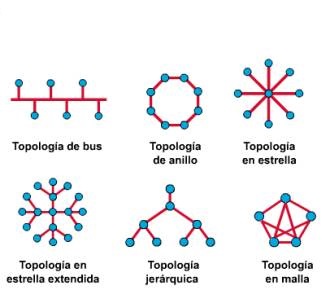 Topología de bus
Topología
de anillo
Topología
en estrella
Topología en
estrella extendida
Topología
jerárquica
Topología
en malla